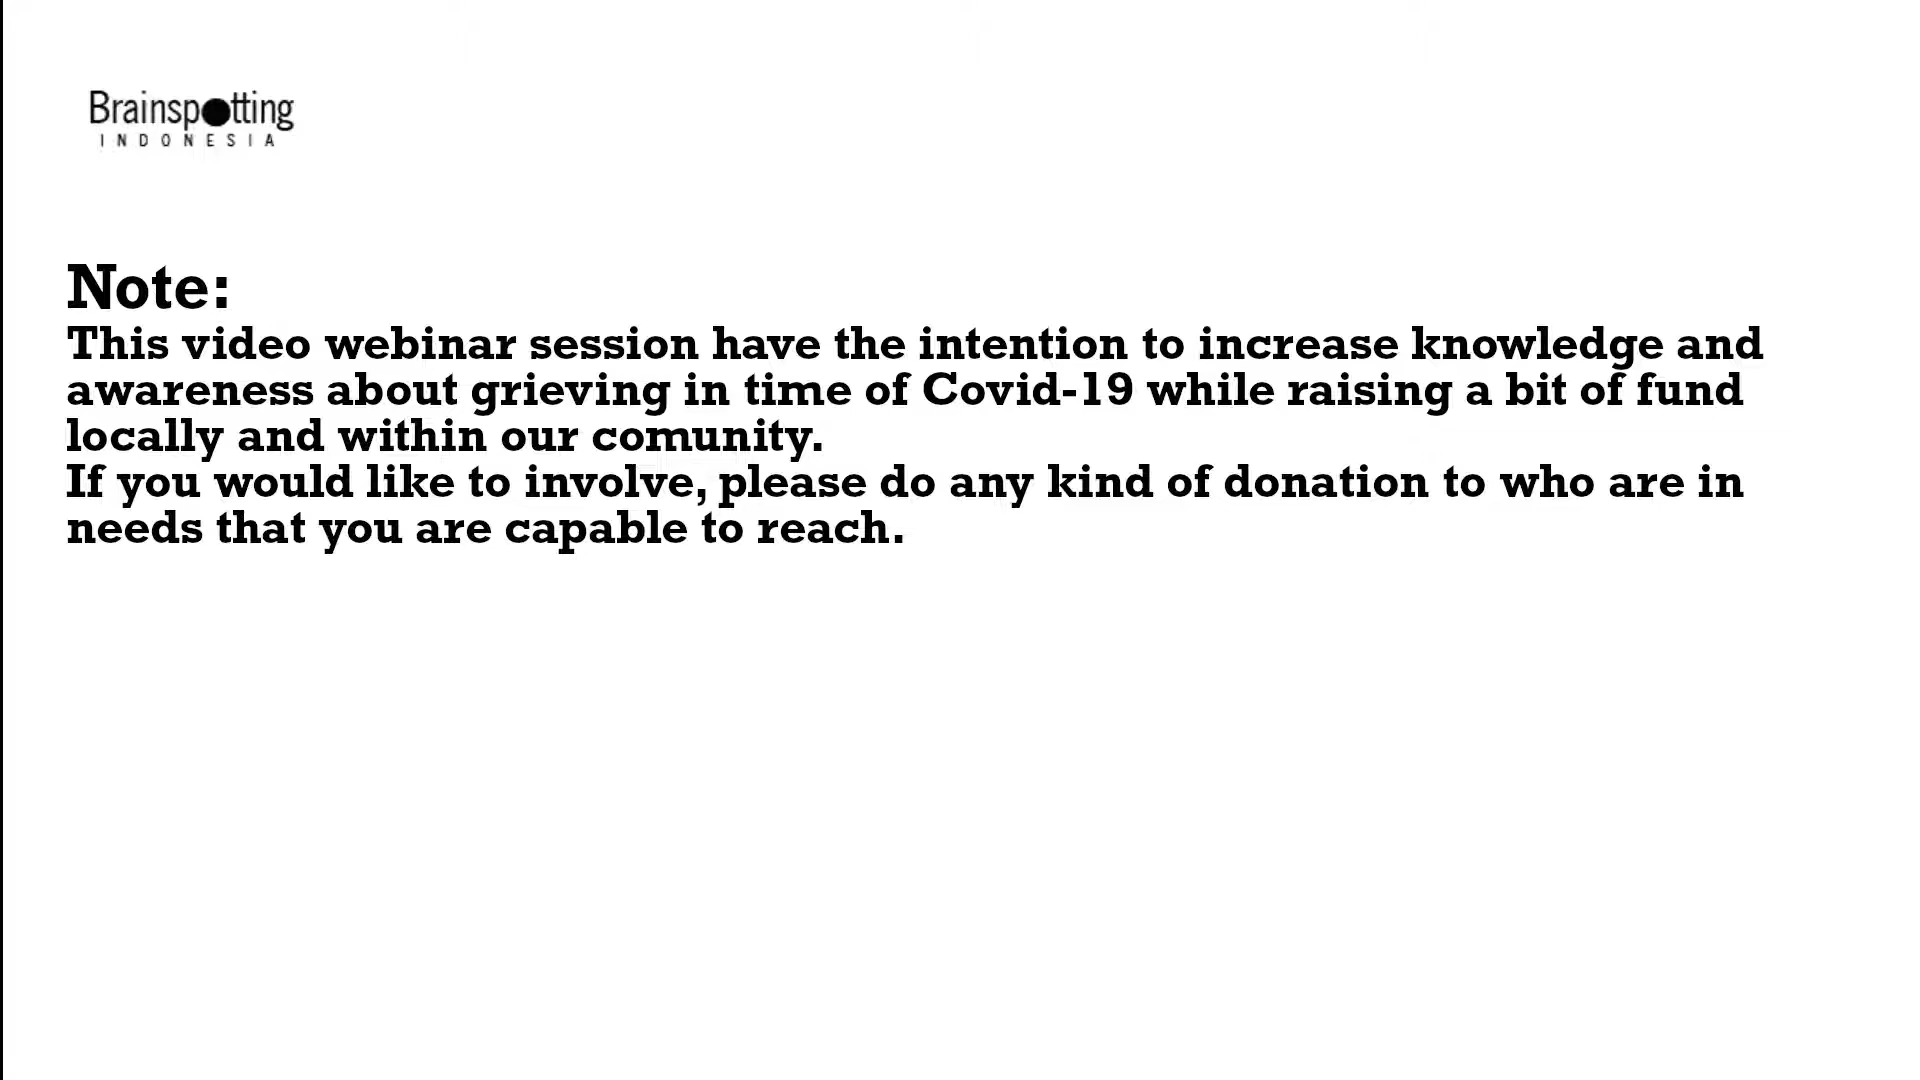 Brainspotting
INDONESIA
Note:
This video webinar session have the intention to increase knowledge and
awareness about grieving in time of Covid-19 while raising a bit of fund
locally and within our comunity.
If you would like to involve, please do any kind of donation to who are in
needs that you are capable to reach.